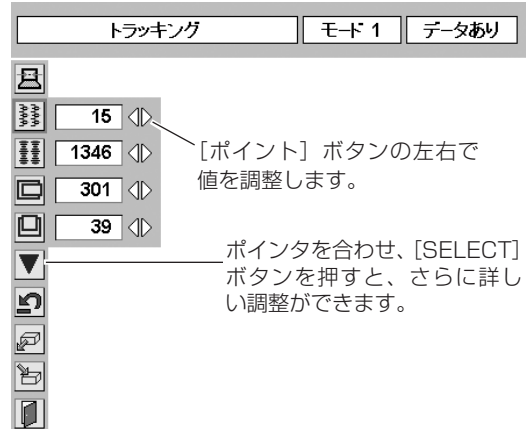 トラッキング
モード 1
データあり
15
1346
301
39
［ポイント］ボタンの左右で
値を調整します。
ポインタを合わせ、［SELECT］
ボタンを押すと、さらに詳し
い調整ができます。